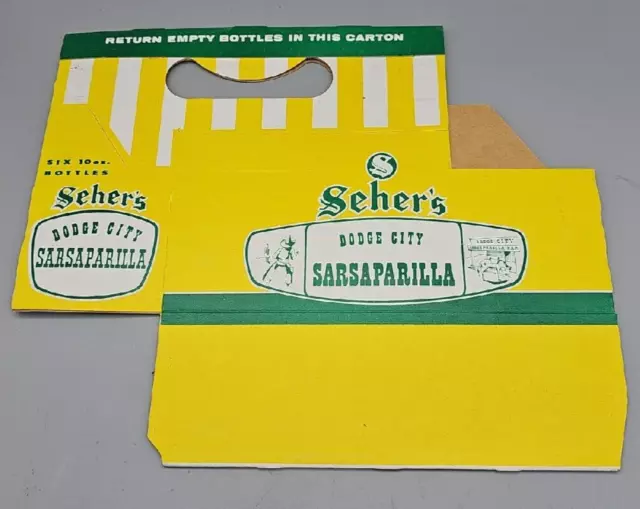 RETURN EMPTY BOTTLES IN THIS CARTON
SIX 10 oz.
BOTTLES
Seher's
DODGE CITY
SARSAPARILLA
S
Seher's
DODGE CITY
SARSAPARILLA